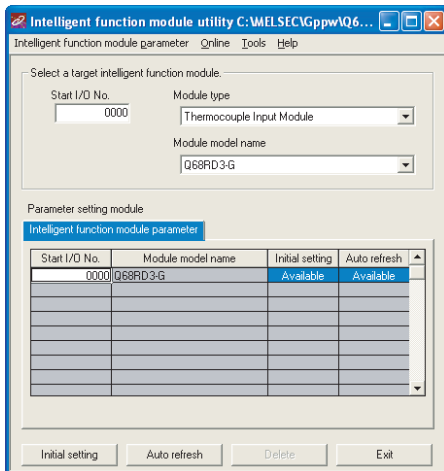 Intelligent function module utility C:\MELSEC\Gppw\Q6...
Intelligent function module parameter Online Tools Help
Select a target intelligent function module.
Start I/O No. Module type
0000 Thermocouple Input Module
Module model name
Q68RD3-G
Parameter setting module
Intelligent function module parameter
Start I/O No. Module model name Initial setting Auto refresh
0000 Q68RD3-G Available Available
Initial setting Auto refresh Delete Exit